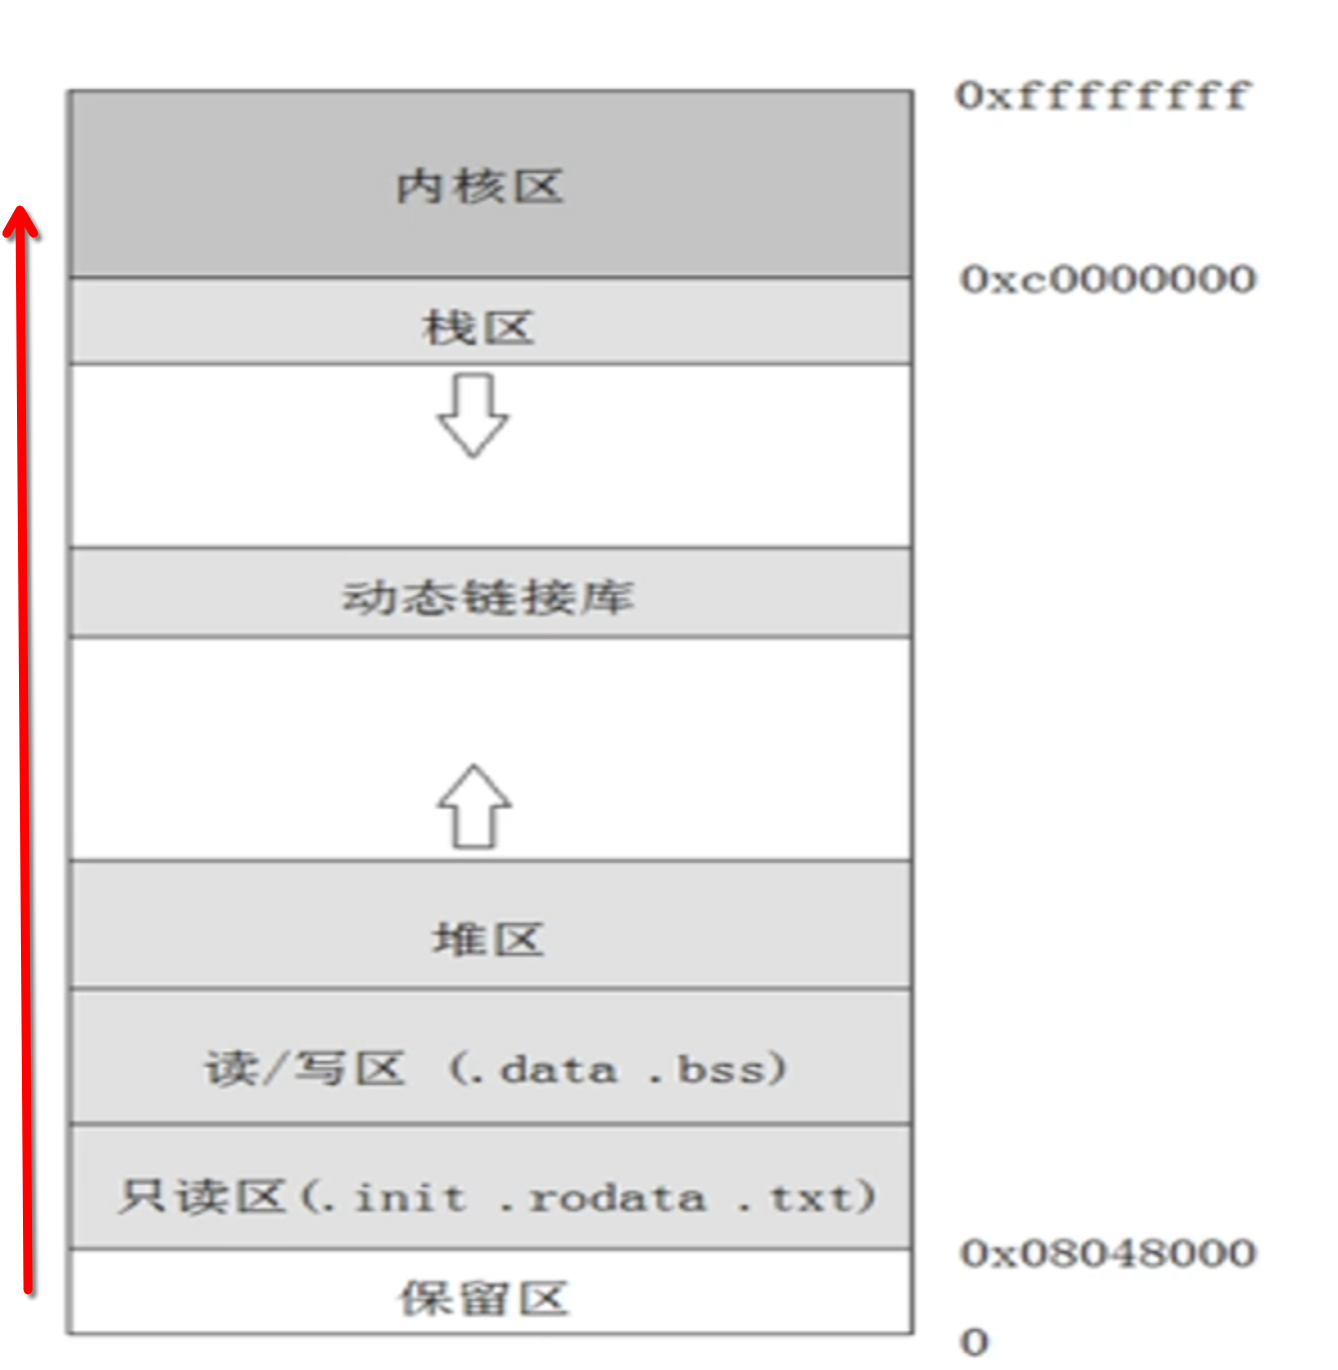 0xffffffff
内核区
0xc0000000
栈区
动态链接库
堆区
读/写区 (.data .bss)
只读区(.init .rodata .txt)
0x08048000
保留区
0